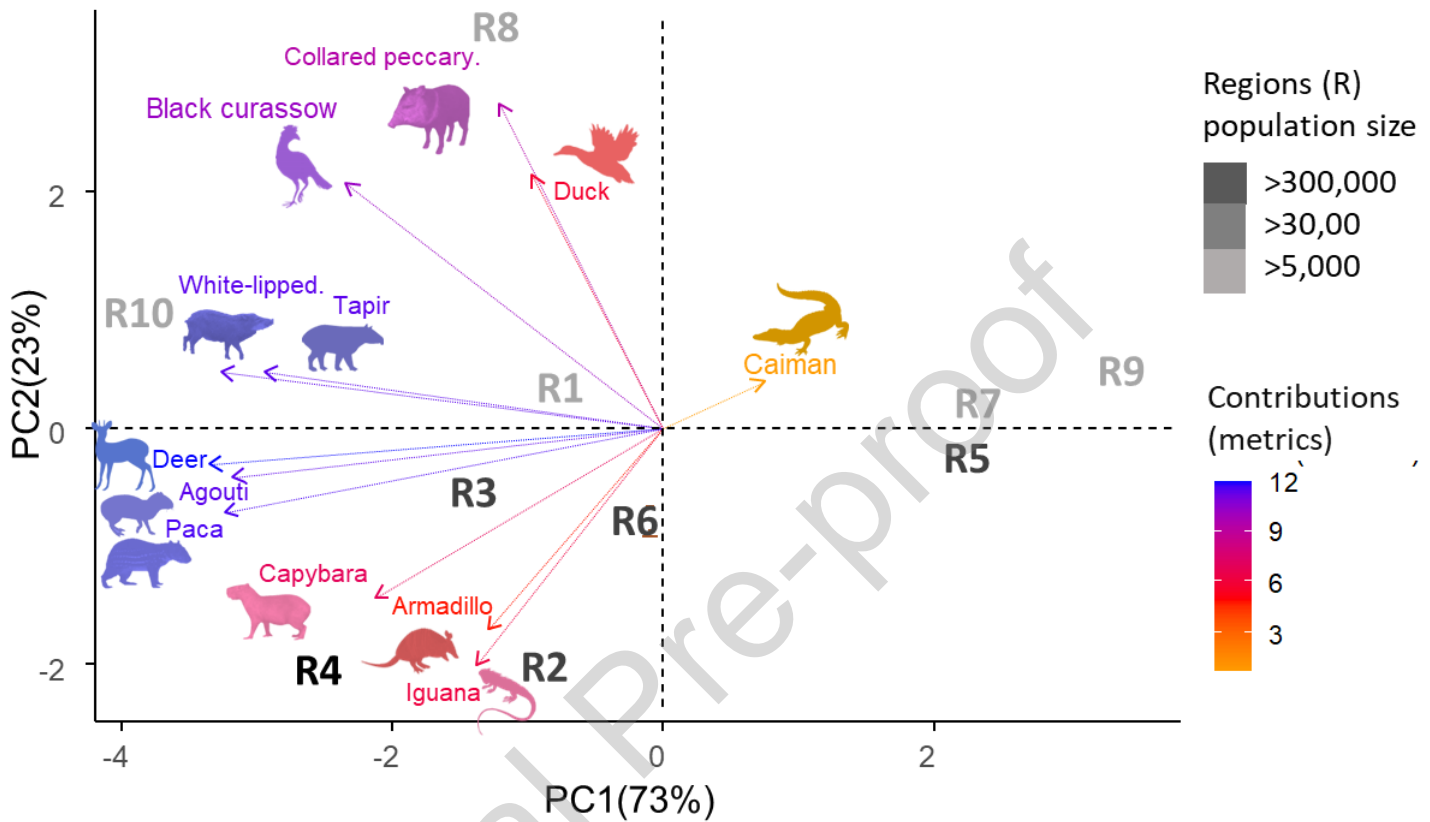 R8
Collared peccary.
Black curassow
Duck
White-lipped.
Tapir
R10
R1
Caiman
R9
R7
R5
Deer
Agouti
Paca
R3
R6
Capybara
Armadillo
R4
R2
Iguana
PC2(23%)
2
0
-2
-4
-2
0
2
PC1(73%)
Regions (R)
population size
>300,000
>30,00
>5,000
Contributions
(metrics)
12
9
6
3
al Pre-proof